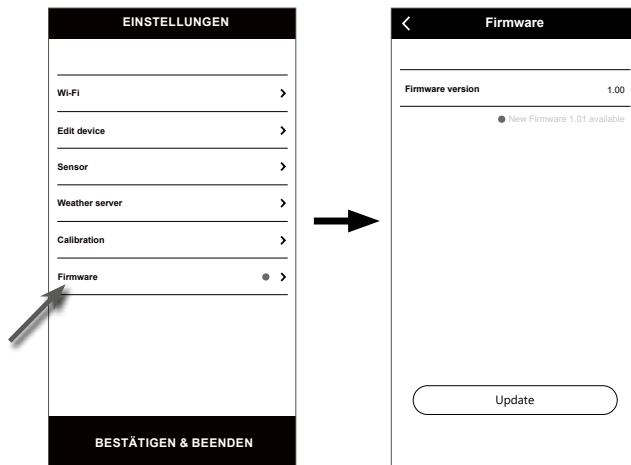 EINSTELLUNGEN
Wi-Fi
Edit device
Sensor
Weather server
Calibration
Firmware
BESTÄTIGEN & BEENDEN
Firmware
Firmware version 1.00
New Firmware 1.01 available
Update